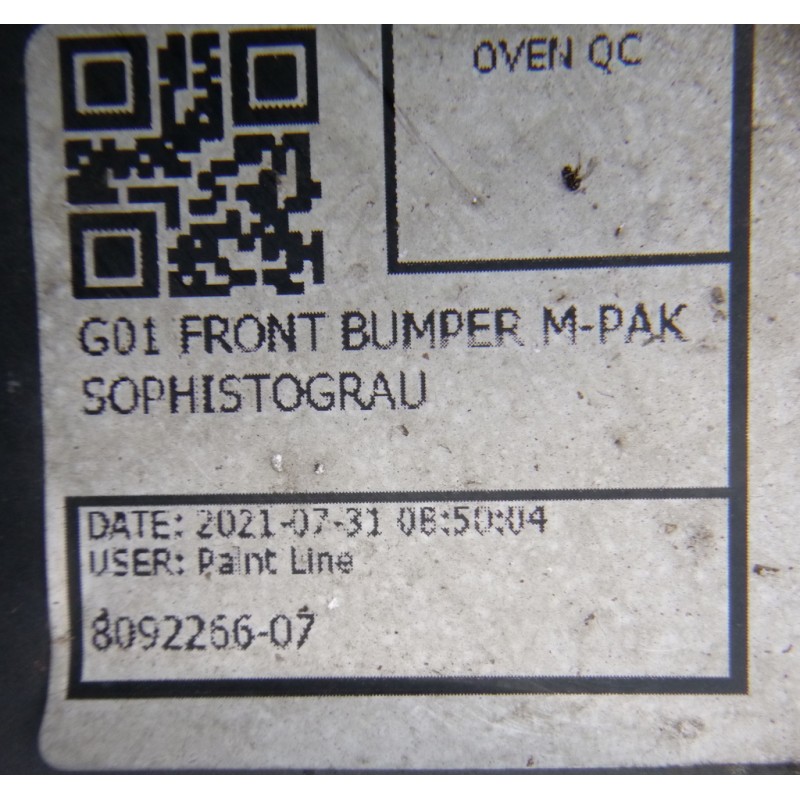 OVEN QC
G01 FRONT BUMPER M-PAK
SOPHISTOGRAU
DATE: 2021-07-31 08:50:04
USER: Paint Line
8092266-07